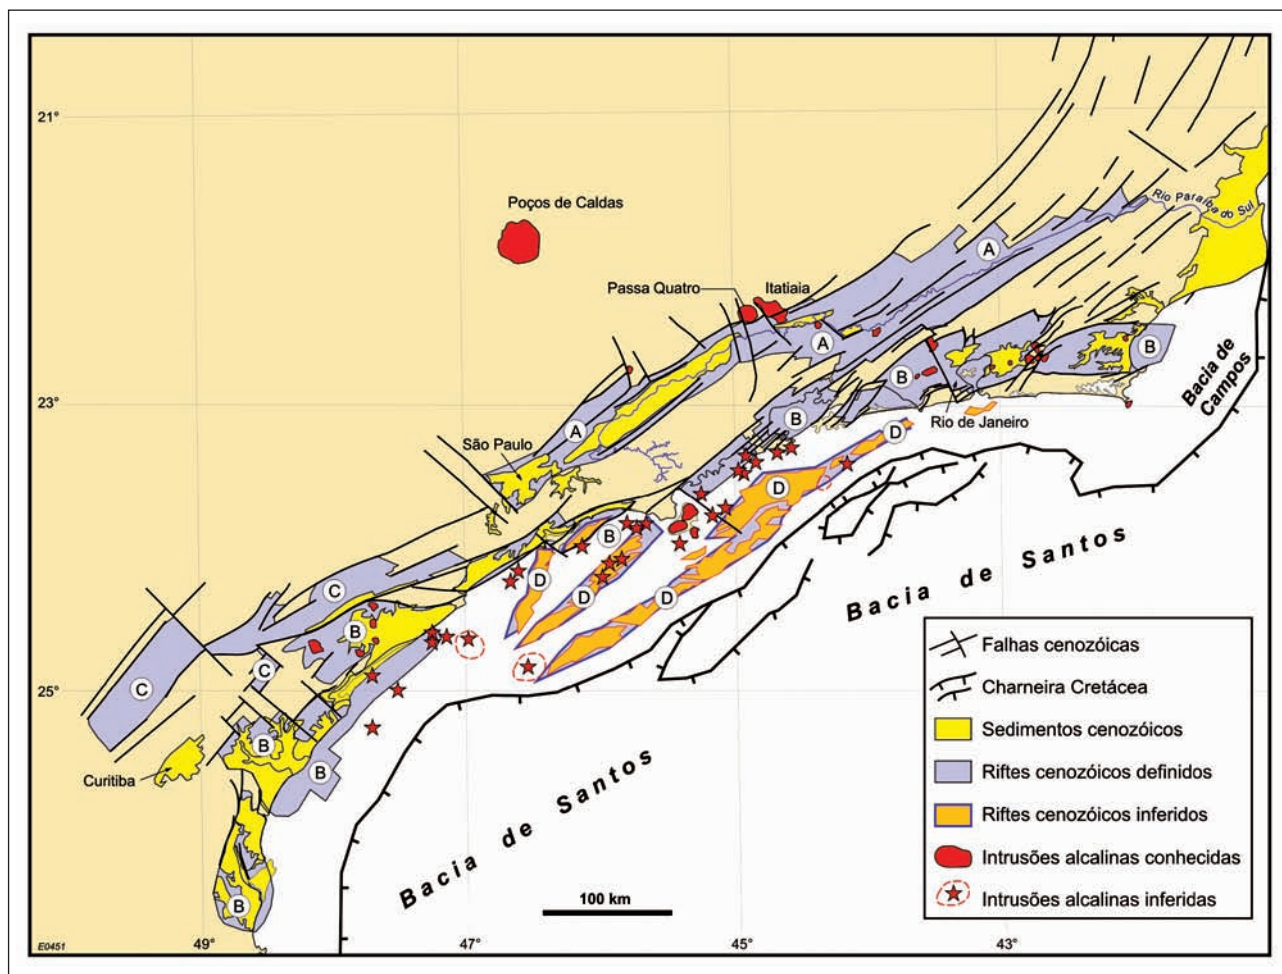 21°
Poços de Caldas
Rio Paraíba do Sul
A
Passa Quatro
Itatiaia
A
B
B
Bacia de
Campos
23°
A
B
Rio de Janeiro
D
São Paulo
D
B
D
D
D
C
B
C
C
25°
B
B
Curitiba
B
Bacia de Santos
Bacia de Santos
Falhas cenozóicas
Charneira Cretácea
Sedimentos cenozóicos
Riftes cenozóicos definidos
Riftes cenozóicos inferidos
Intrusões alcalinas conhecidas
Intrusões alcalinas inferidas
100 km
E0451
49°
47°
45°
43°